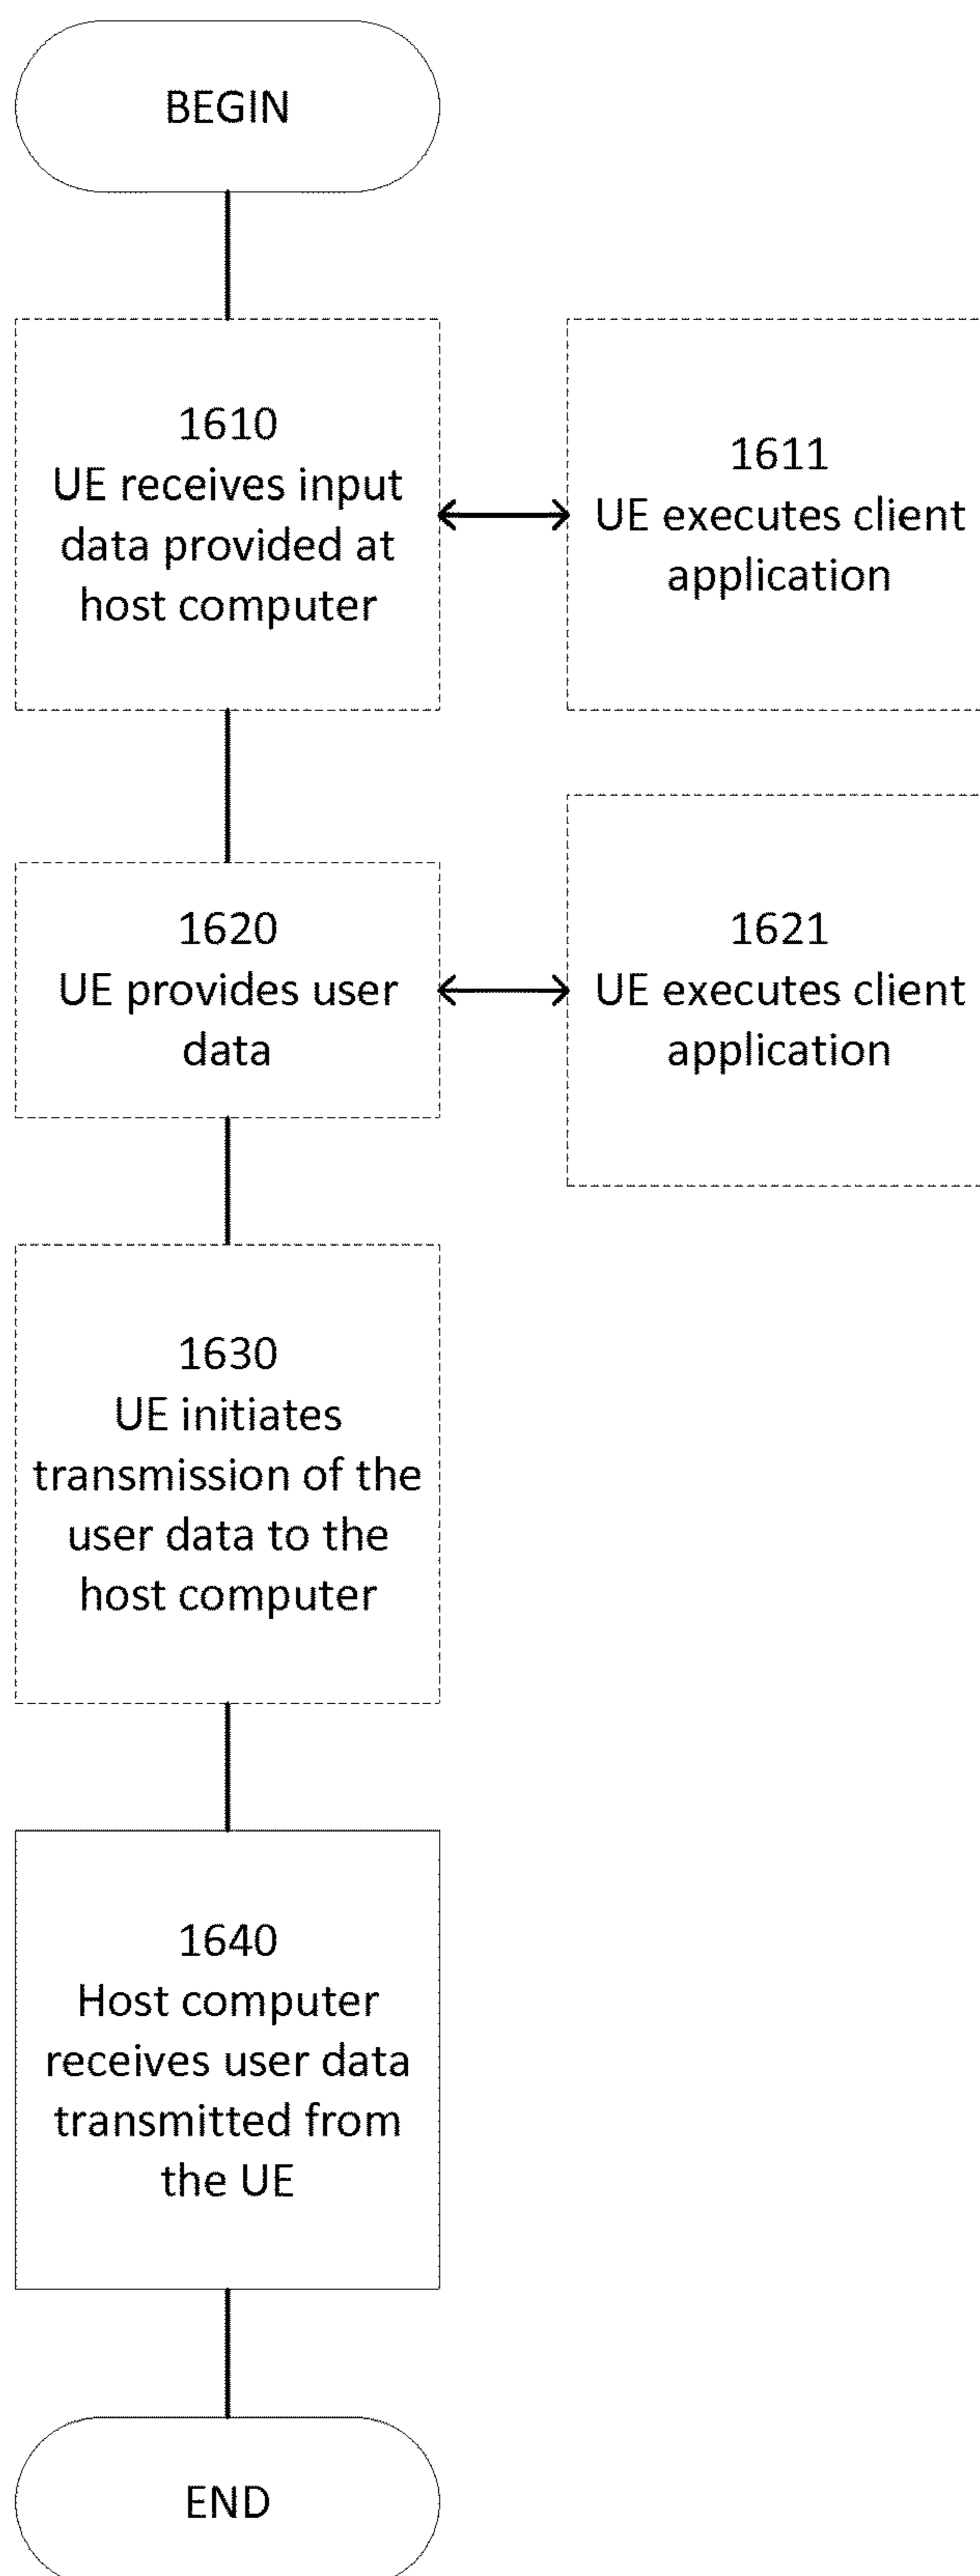 BEGIN
1610
UE receives input
data provided at
host computer
1611
UE executes client
application
1620
UE provides user
data
1621
UE executes client
application
1630
UE initiates
transmission of the
user data to the
host computer
1640
Host computer
receives user data
transmitted from
the UE
END